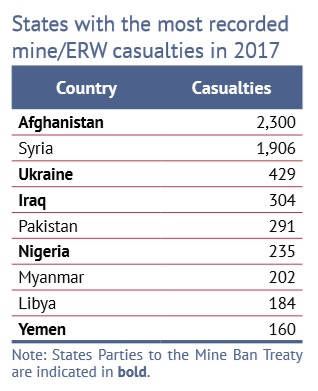 States with the most recorded
mine/ERW casualties in 2017
Country Casualties
Afghanistan 2,300
Syria 1,906
Ukraine 429
Iraq 304
Pakistan 291
Nigeria 235
Myanmar 202
Libya 184
Yemen 160
Note: States Parties to the Mine Ban Treaty
are indicated in bold.